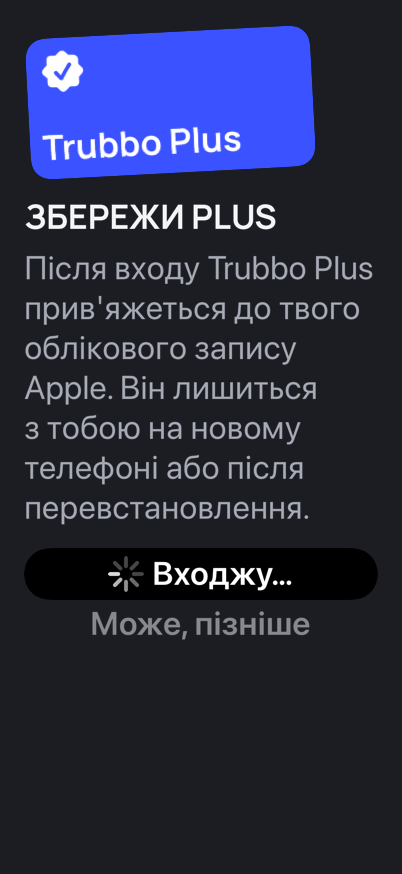 Trubbo Plus
ЗБЕРЕЖИ PLUS
Після входу Trubbo Plus
прив'яжеться до твого
облікового запису
Apple. Він лишиться
з тобою на новому
телефоні або після
перевстановлення.
Входжу...
Може, пізніше